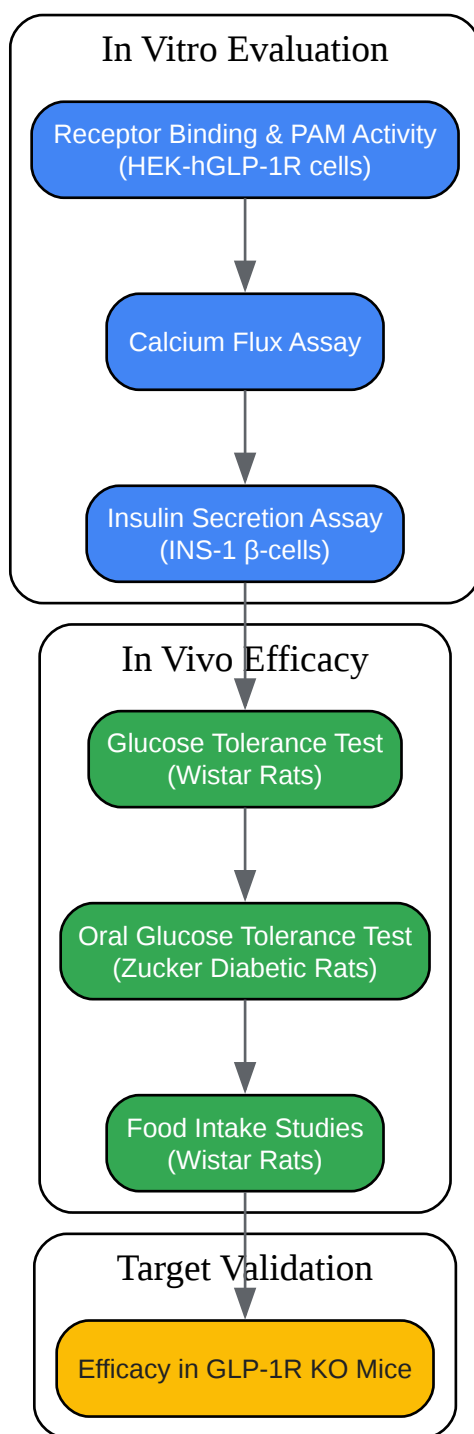 In Vitro Evaluation
Receptor Binding & PAM Activity
(HEK-hGLP-1R cells)
Calcium Flux Assay
Insulin Secretion Assay
(INS-1 β-cells)
In Vivo Efficacy
Glucose Tolerance Test
(Wistar Rats)
Oral Glucose Tolerance Test
(Zucker Diabetic Rats)
Food Intake Studies
(Wistar Rats)
Target Validation
Efficacy in GLP-1R KO Mice